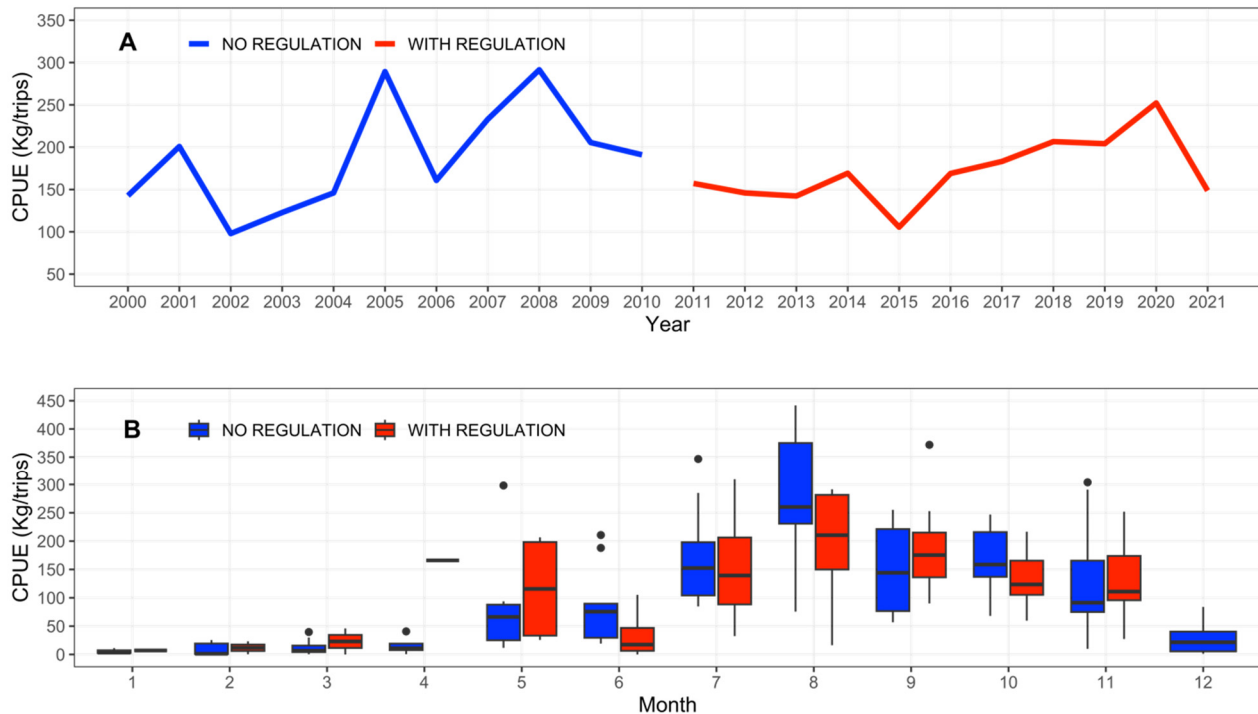 A
NO REGULATION WITH REGULATION
CPUE (Kg/trips)
350
300
250
200
150
100
50
2000 2001 2002 2003 2004 2005 2006 2007 2008 2009 2010 2011 2012 2013 2014 2015 2016 2017 2018 2019 2020 2021
Year
B
NO REGULATION WITH REGULATION
CPUE (Kg/trips)
450
400
350
300
250
200
150
100
50
0
1 2 3 4 5 6 7 8 9 10 11 12
Month